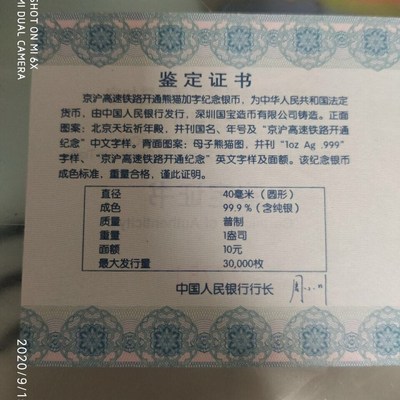 SHOT ON MI 6X
MI DUAL CAMERA
鉴定证书
京沪高速铁路开通熊猫加字纪念银币，为中华人民共和国法定
货币，由中国人民银行发行，深圳国宝造币有限公司铸造。正面
图案：北京天坛祈年殿，并刊国名、年号及“京沪高速铁路开通
纪念”中文字样。背面图案：母子熊猫图，并刊“1oz Ag .999”
字样、“京沪高速铁路开通纪念”英文字样及面额。该纪念银币
成色标准，重量合格，谨此证明。
直径 40毫米（圆形）
成色 99.9％（含纯银）
质量 普制
重量 1盎司
面额 10元
最大发行量 30,000枚
中国人民银行行长
2020/9/1